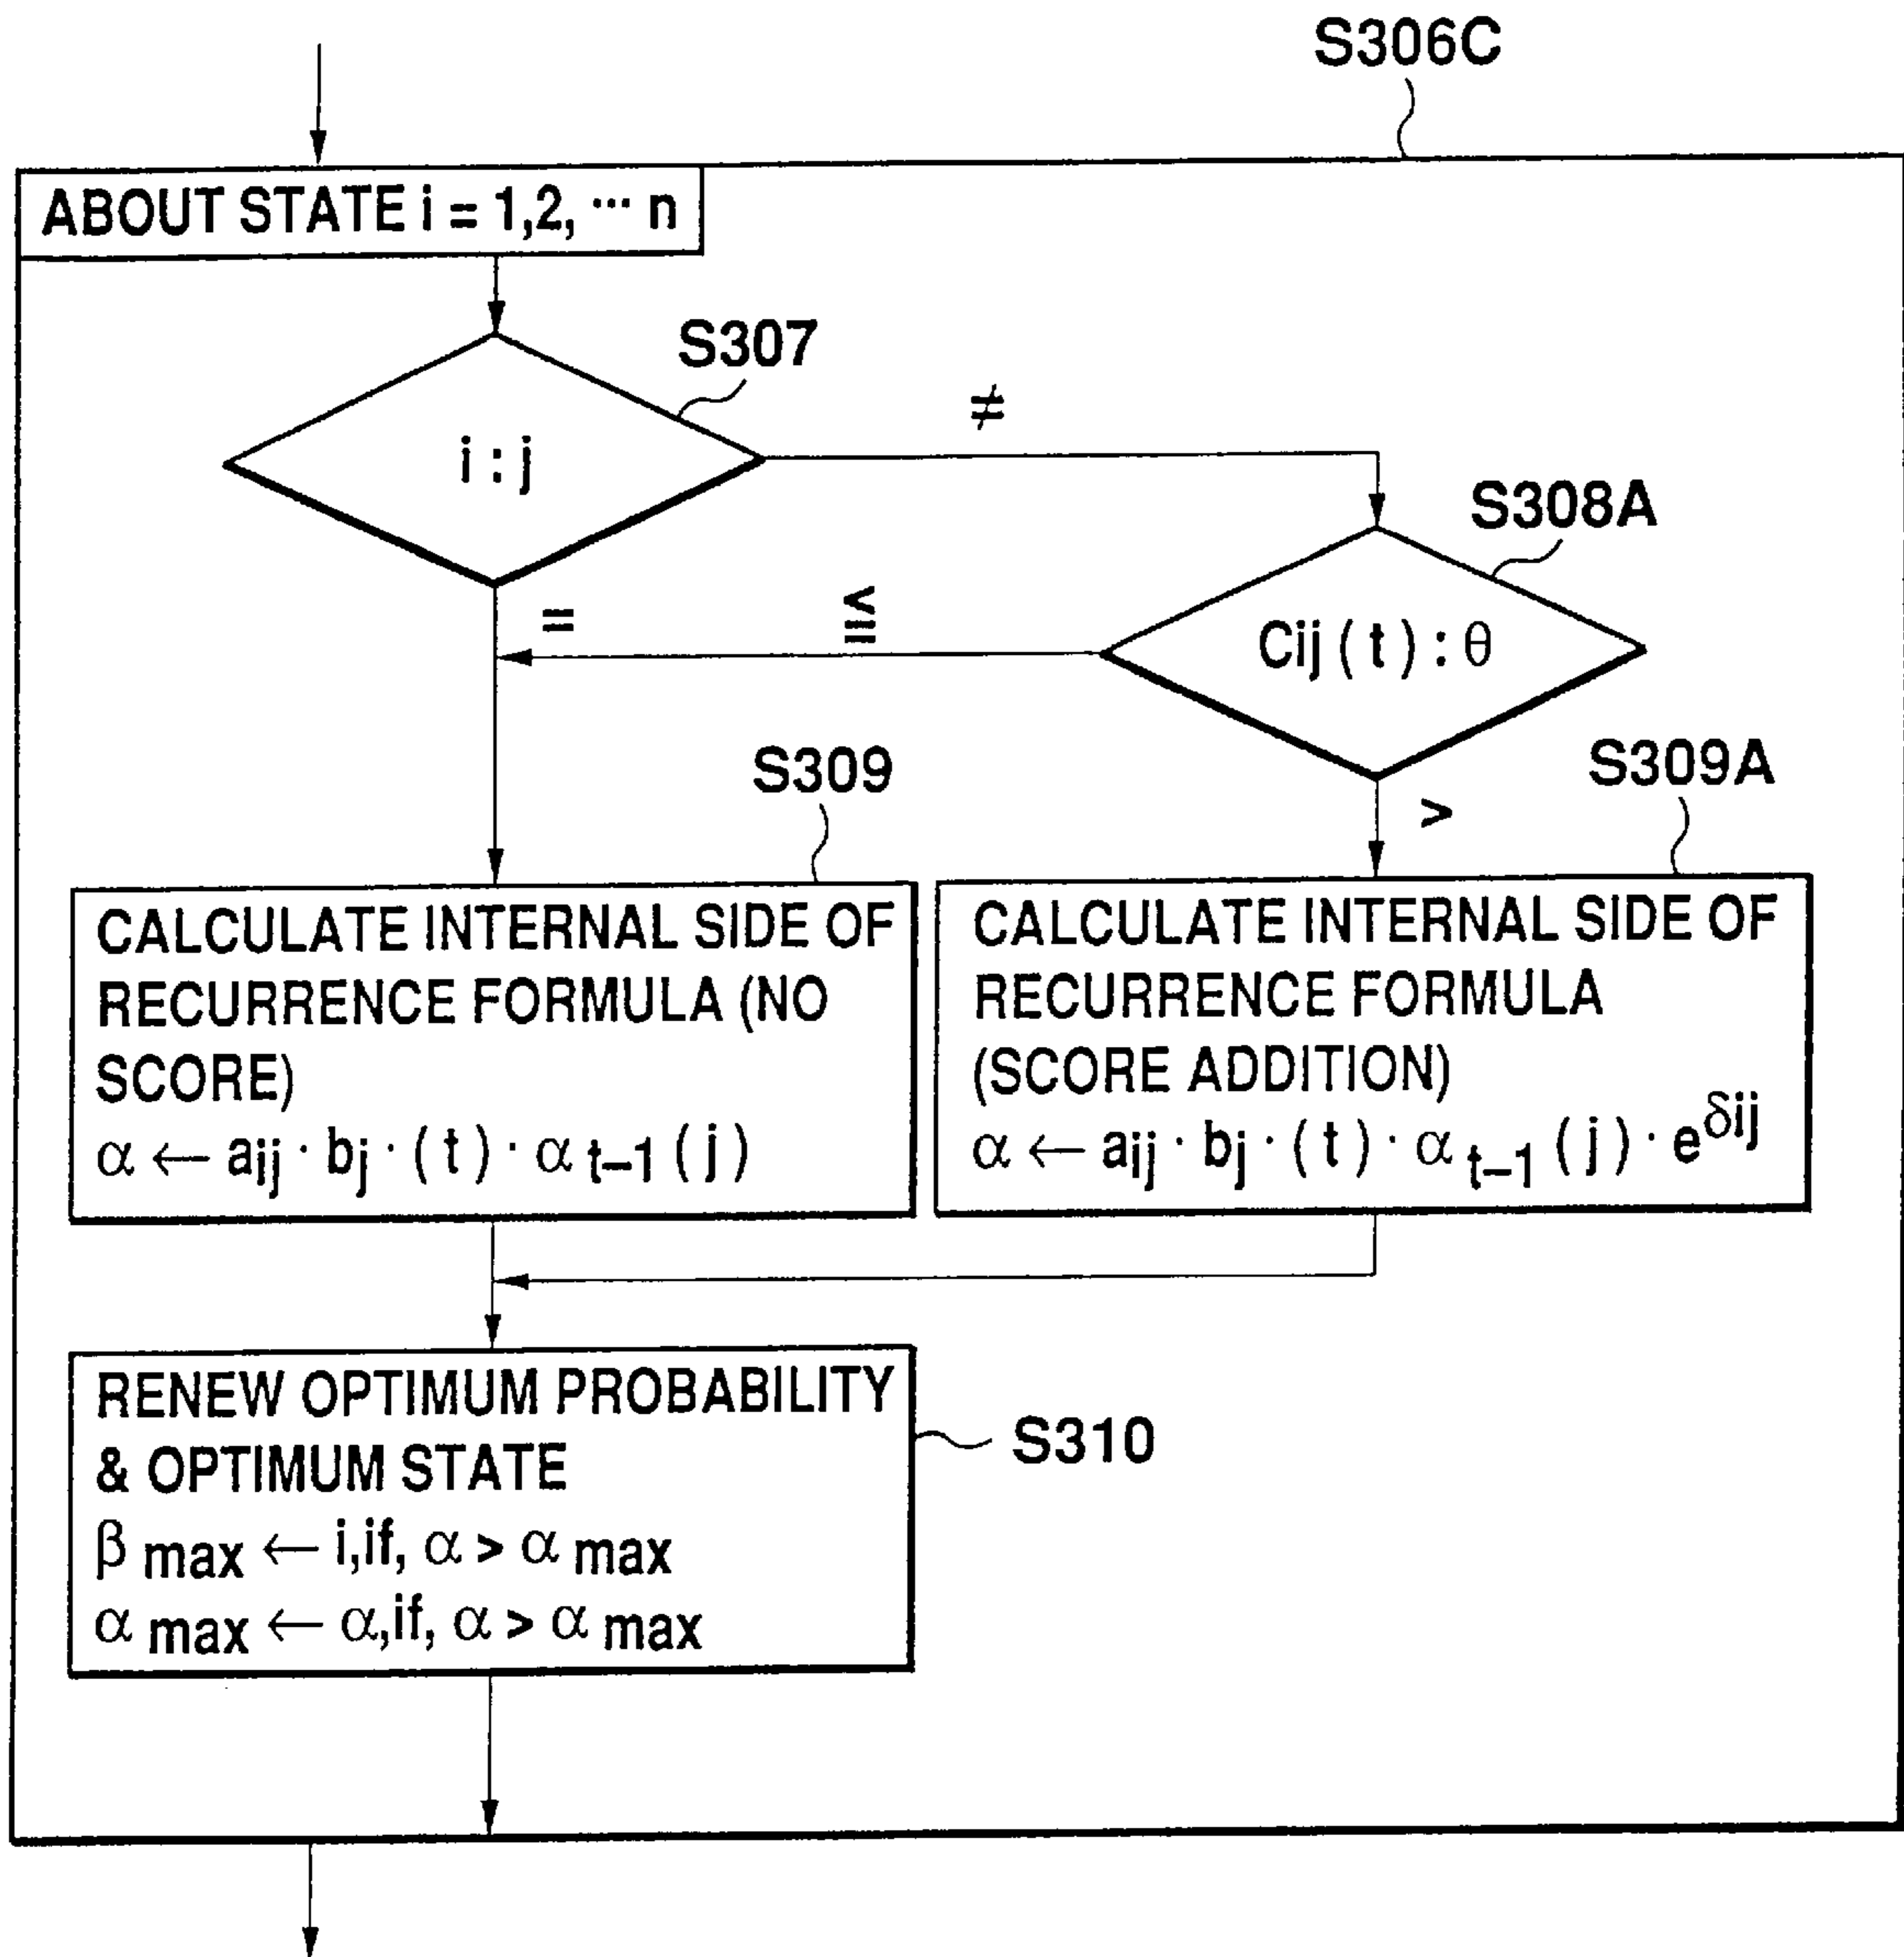 S306C
ABOUT STATE i = 1,2, ··· n
S307
i : j
≠
S308A
Cij ( t ) : θ
=
≦
S309
S309A
>
CALCULATE INTERNAL SIDE OF
RECURRENCE FORMULA (NO
SCORE)
α ← aij · bj · ( t ) · α t–1 ( j )
CALCULATE INTERNAL SIDE OF
RECURRENCE FORMULA
(SCORE ADDITION)
α ← aij · bj · ( t ) · α t–1 ( j ) · e^δij
RENEW OPTIMUM PROBABILITY
& OPTIMUM STATE
β max ← i,if, α > α max
α max ← α,if, α > α max
S310